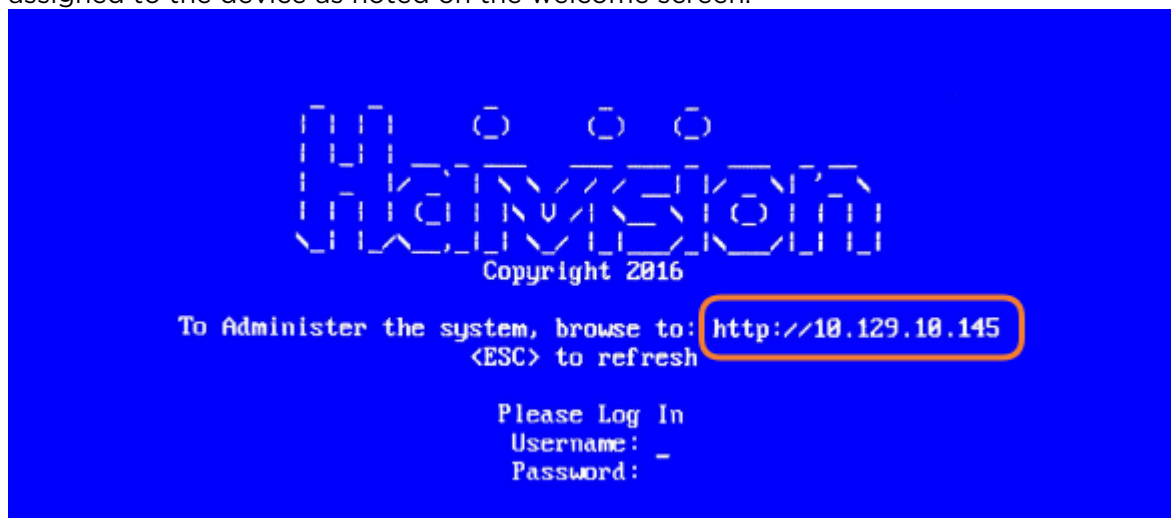 assigned to the device as noted on the welcome screen.
Haivision
Copyright 2016
To Administer the system, browse to: http://10.129.10.145
<ESC> to refresh
Please Log In
Username: _
Password: